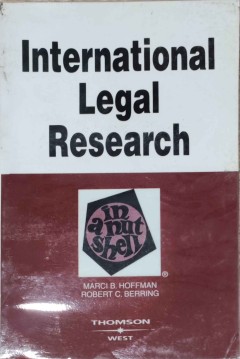 International
Legal
Research
in
a nut
shell
®
MARCI B. HOFFMAN
ROBERT C. BERRING
THOMSON
WEST